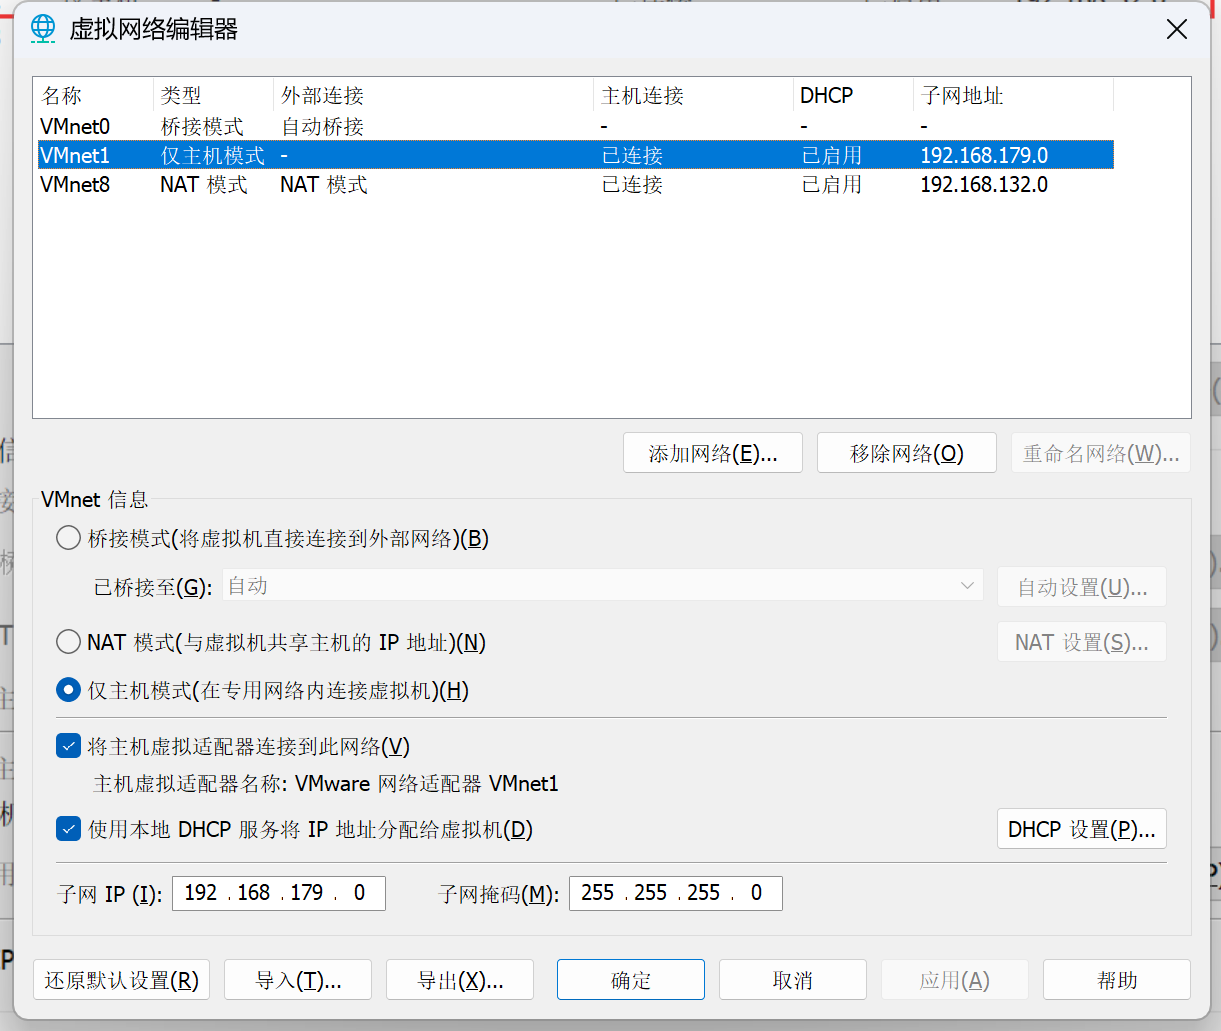 虚拟网络编辑器
名称 类型 外部连接 主机连接 DHCP 子网地址
VMnet0 桥接模式 自动桥接 - - -
VMnet1 仅主机模式 - 已连接 已启用 192.168.179.0
VMnet8 NAT 模式 NAT 模式 已连接 已启用 192.168.132.0
添加网络(E)... 移除网络(O) 重命名网络(W)...
VMnet 信息
桥接模式(将虚拟机直接连接到外部网络)(B)
已桥接至(G): 自动 自动设置(U)...
NAT 模式(与虚拟机共享主机的 IP 地址)(N) NAT 设置(S)...
仅主机模式(在专用网络内连接虚拟机)(H)
将主机虚拟适配器连接到此网络(V)
主机虚拟适配器名称: VMware 网络适配器 VMnet1
使用本地 DHCP 服务将 IP 地址分配给虚拟机(D) DHCP 设置(P)...
子网 IP (I): 192 . 168 . 179 . 0 子网掩码(M): 255 . 255 . 255 . 0
还原默认设置(R) 导入(T)... 导出(X)... 确定 取消 应用(A) 帮助